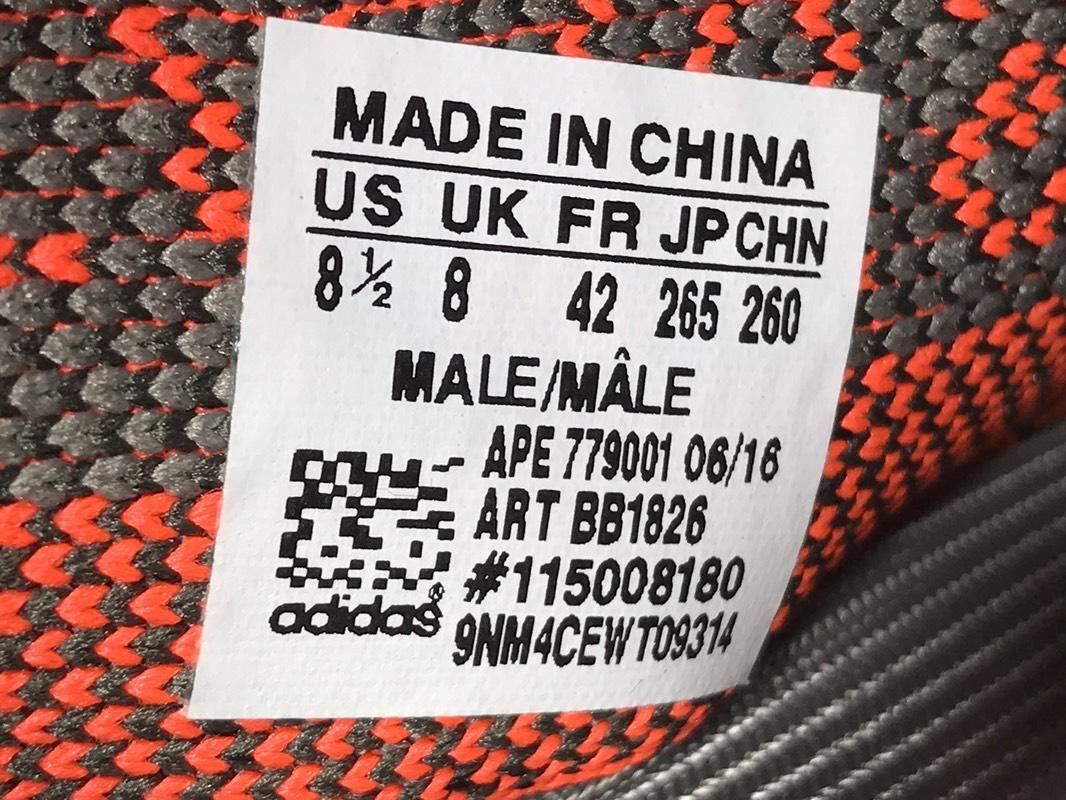 MADE IN CHINA
US UK FR JP CHN
8½ 8 42 265 260
MALE/MÂLE
APE 779001 06/16
ART BB1826
#115008180
adidas®
9NM4CEWT09314